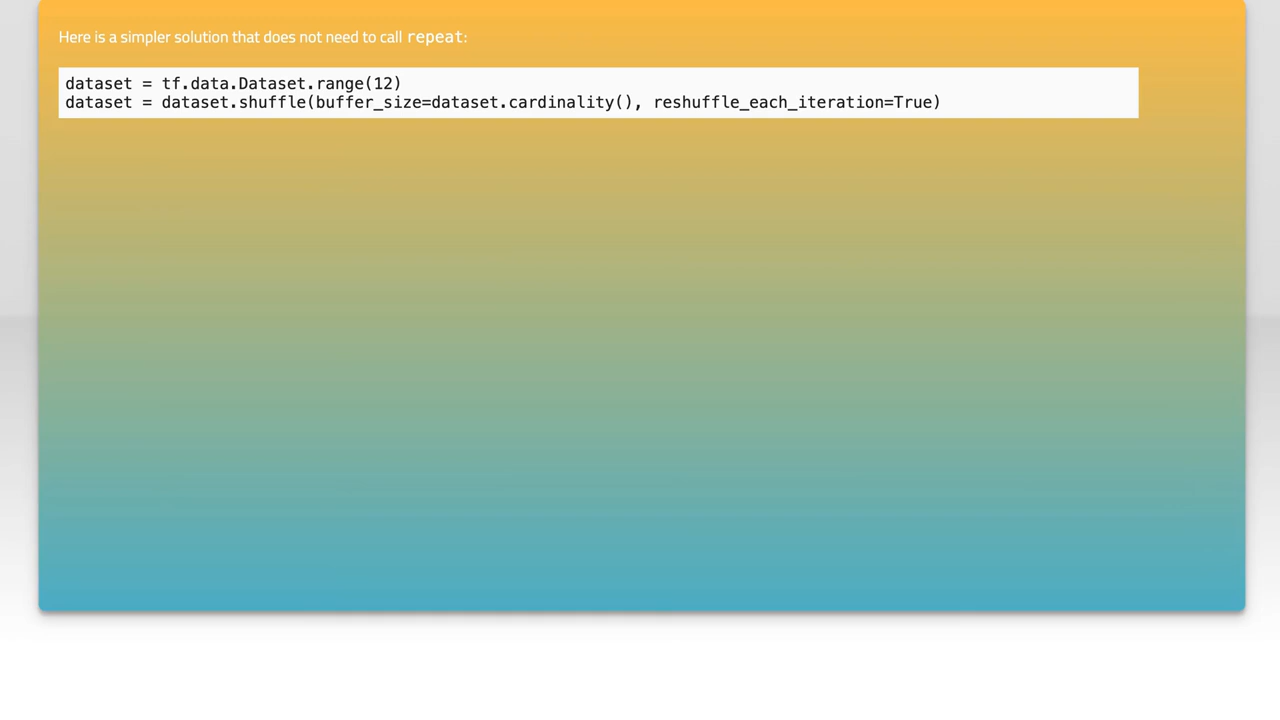 Here is a simpler solution that does not need to call repeat:
dataset = tf.data.Dataset.range(12)
dataset = dataset.shuffle(buffer_size=dataset.cardinality(), reshuffle_each_iteration=True)